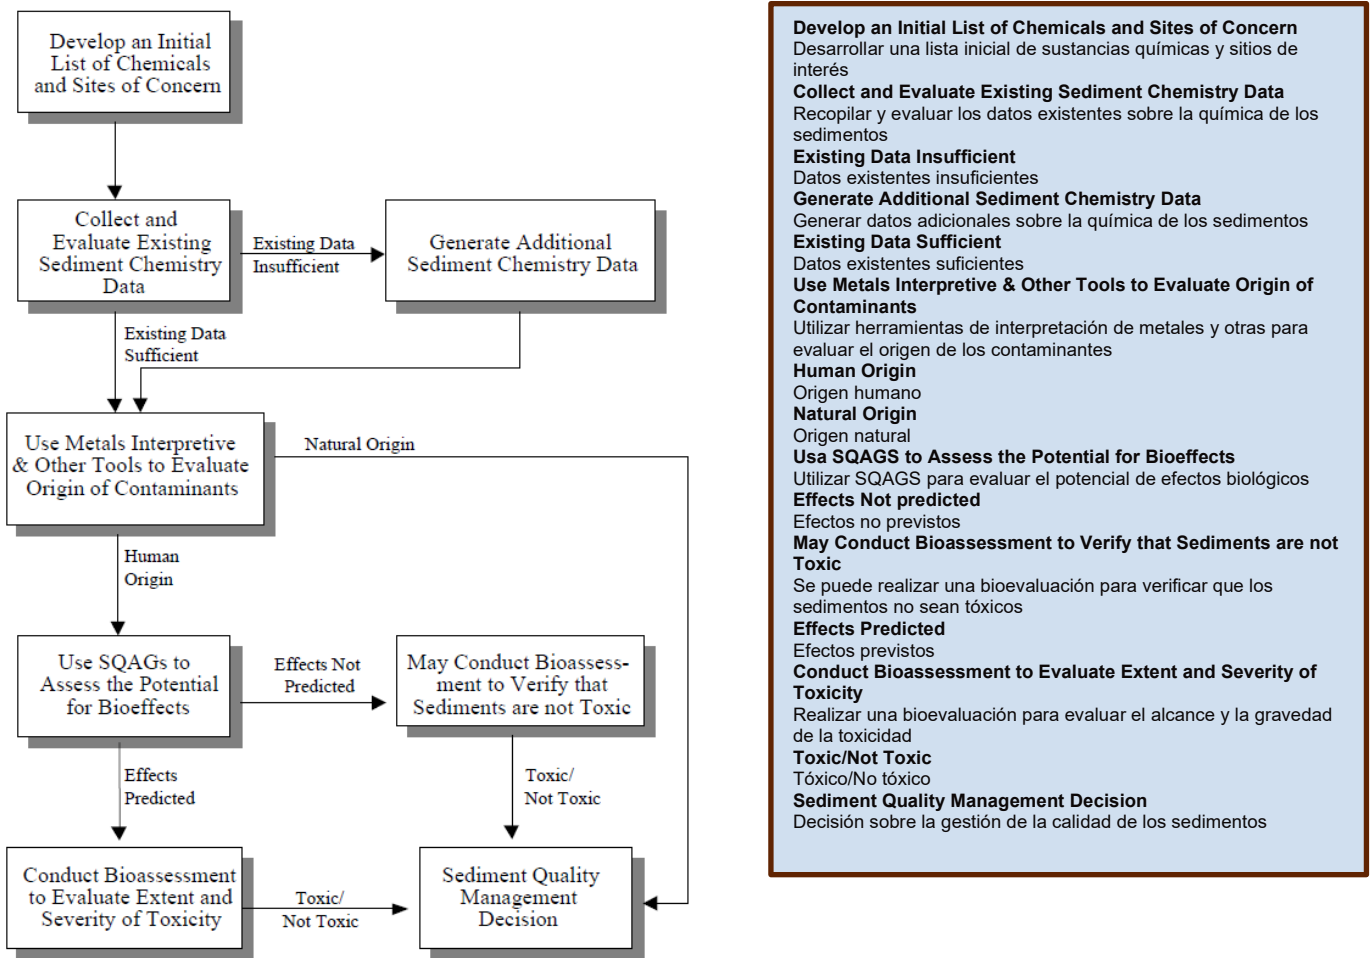 Develop an Initial
List of Chemicals
and Sites of Concern
Collect and
Evaluate Existing
Sediment Chemistry
Data
Existing Data
Insufficient
Generate Additional
Sediment Chemistry Data
Existing Data
Sufficient
Use Metals Interpretive
& Other Tools to Evaluate
Origin of Contaminants
Natural Origin
Human
Origin
Use SQAGs to
Assess the Potential
for Bioeffects
Effects Not
Predicted
May Conduct Bioassess-
ment to Verify that
Sediments are not Toxic
Effects
Predicted
Toxic/
Not Toxic
Conduct Bioassessment
to Evaluate Extent and
Severity of Toxicity
Toxic/
Not Toxic
Sediment Quality
Management
Decision
Develop an Initial List of Chemicals and Sites of Concern
Desarrollar una lista inicial de sustancias químicas y sitios de
interés
Collect and Evaluate Existing Sediment Chemistry Data
Recopilar y evaluar los datos existentes sobre la química de los
sedimentos
Existing Data Insufficient
Datos existentes insuficientes
Generate Additional Sediment Chemistry Data
Generar datos adicionales sobre la química de los sedimentos
Existing Data Sufficient
Datos existentes suficientes
Use Metals Interpretive & Other Tools to Evaluate Origin of
Contaminants
Utilizar herramientas de interpretación de metales y otras para
evaluar el origen de los contaminantes
Human Origin
Origen humano
Natural Origin
Origen natural
Usa SQAGS to Assess the Potential for Bioeffects
Utilizar SQAGS para evaluar el potencial de efectos biológicos
Effects Not predicted
Efectos no previstos
May Conduct Bioassessment to Verify that Sediments are not
Toxic
Se puede realizar una bioevaluación para verificar que los
sedimentos no sean tóxicos
Effects Predicted
Efectos previstos
Conduct Bioassessment to Evaluate Extent and Severity of
Toxicity
Realizar una bioevaluación para evaluar el alcance y la gravedad
de la toxicidad
Toxic/Not Toxic
Tóxico/No tóxico
Sediment Quality Management Decision
Decisión sobre la gestión de la calidad de los sedimentos